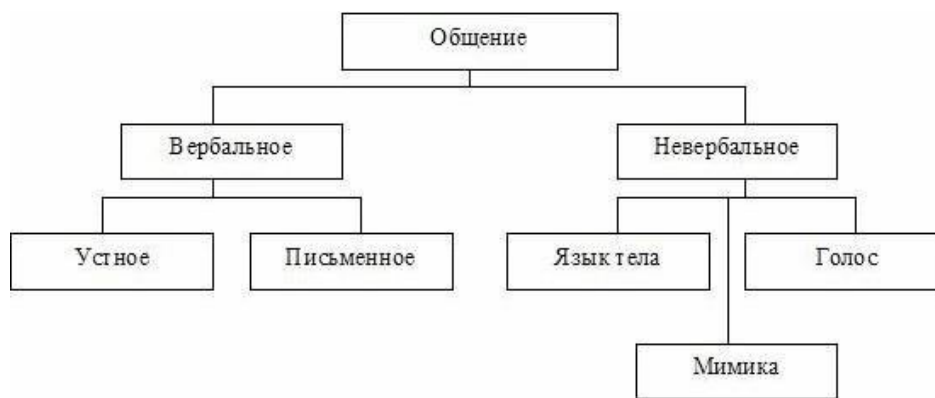 Общение
Вербальное
Невербальное
Устное
Письменное
Язык тела
Голос
Мимика